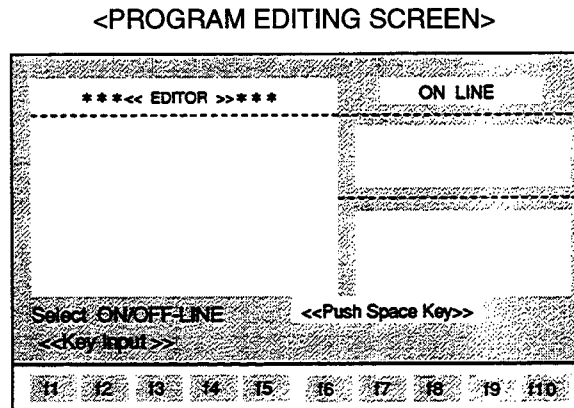 <PROGRAM EDITING SCREEN>
***<< EDITOR >>***
ON LINE
Select ON/OFF-LINE
<<Push Space Key>>
<<Key Input>>
f1 f2 f3 f4 f5 f6 f7 f8 f9 f10